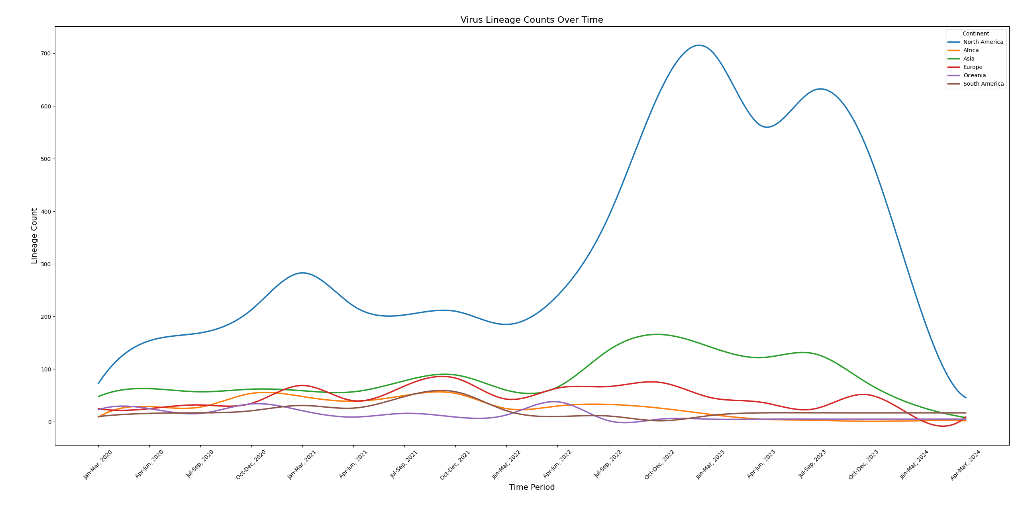 Virus Lineage Counts Over Time
Continent
North America
Africa
Asia
Europe
Oceania
South America
Lineage Count
700
600
500
400
300
200
100
0
Jan-Mar, 2020
Apr-Jun, 2020
Jul-Sep, 2020
Oct-Dec, 2020
Jan-Mar, 2021
Apr-Jun, 2021
Jul-Sep, 2021
Oct-Dec, 2021
Jan-Mar, 2022
Apr-Jun, 2022
Jul-Sep, 2022
Oct-Dec, 2022
Jan-Mar, 2023
Apr-Jun, 2023
Jul-Sep, 2023
Oct-Dec, 2023
Jan-Mar, 2024
Apr-May, 2024
Time Period